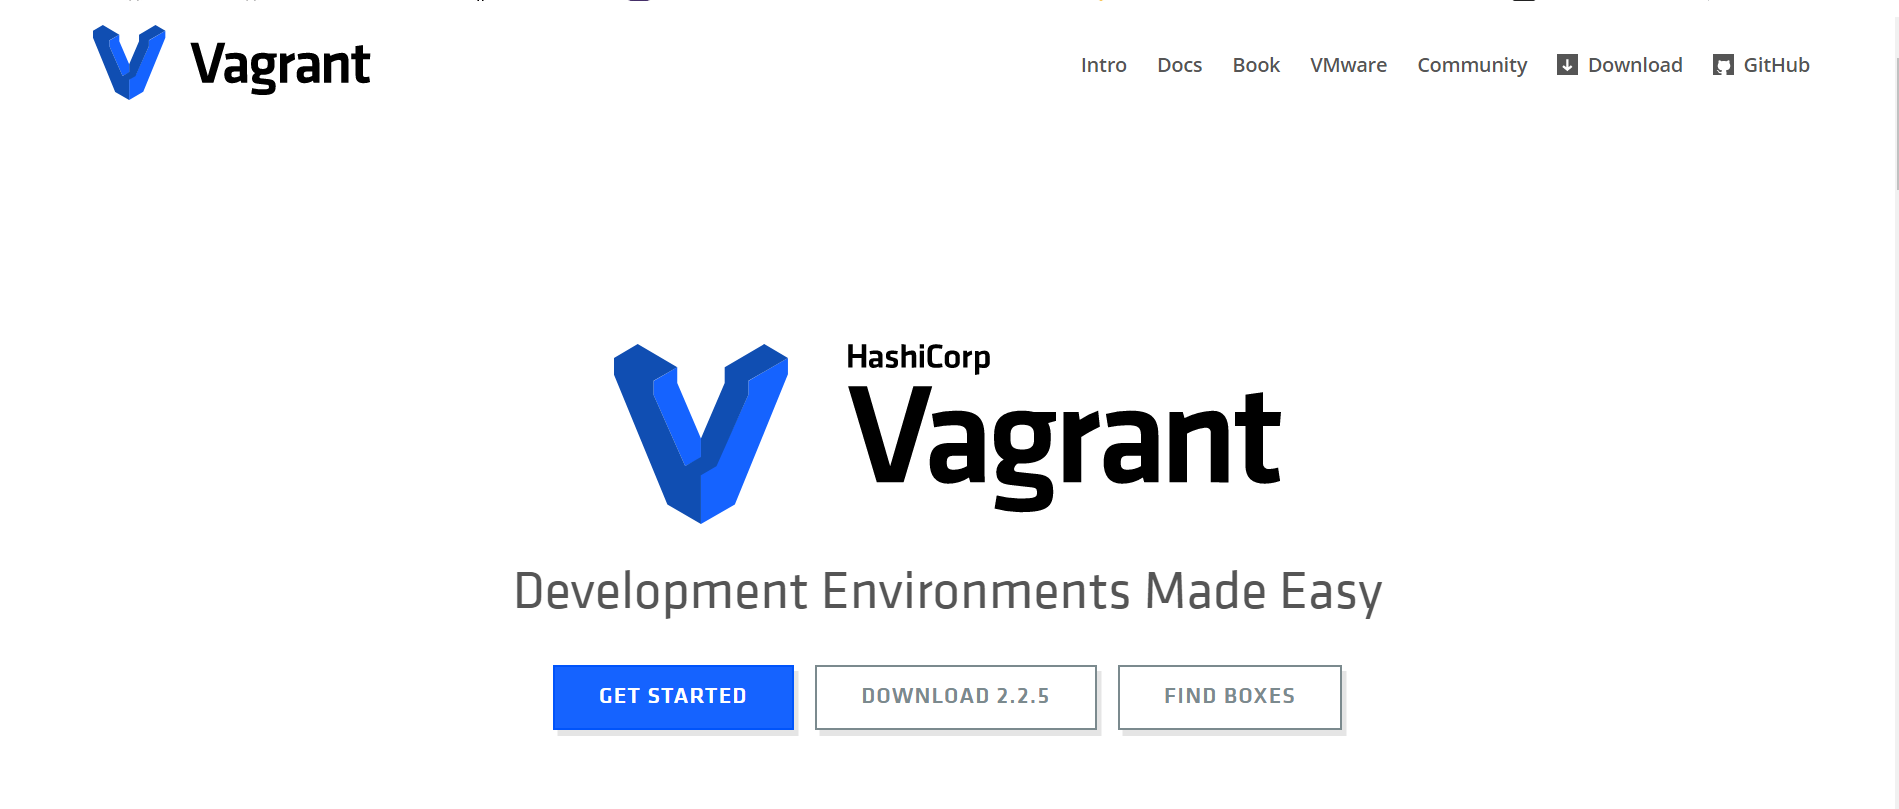 Vagrant
Intro Docs Book VMware Community Download GitHub
HashiCorp
Vagrant
Development Environments Made Easy
GET STARTED DOWNLOAD 2.2.5 FIND BOXES